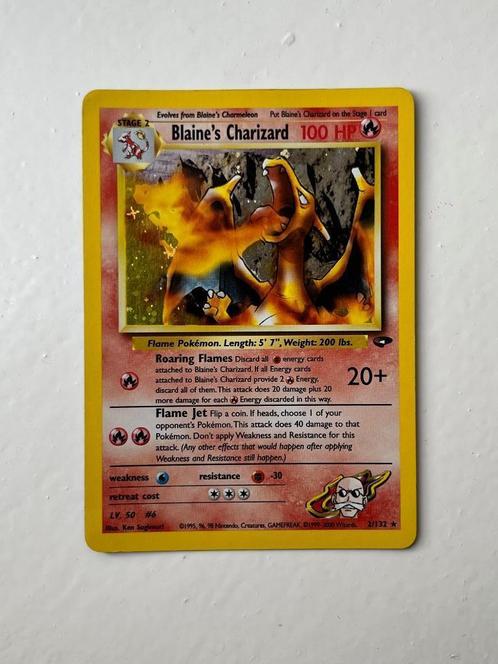 Evolves from Blaine's Charmeleon Put Blaine's Charizard on the Stage 1 card
STAGE 2
Blaine's Charizard 100 HP
Flame Pokémon. Length: 5' 7", Weight: 200 lbs.
Roaring Flames Discard all energy cards
attached to Blaine's Charizard. If all Energy cards
attached to Blaine's Charizard provide 2 Energy,
discard all of them. This attack does 20 damage plus 20
more damage for each Energy discarded in this way.
20+
Flame Jet Flip a coin. If heads, choose 1 of your
opponent's Pokémon. This attack does 40 damage to that
Pokémon. Don't apply Weakness and Resistance for this
attack. (Any other effects that would happen after applying
Weakness and Resistance still happen.)
weakness resistance -30
retreat cost
LV. 50 #6
Illus. Ken Sugimori ©1995, 96, 98 Nintendo, Creatures, GAMEFREAK. ©1999-2000 Wizards. 2/132 ★